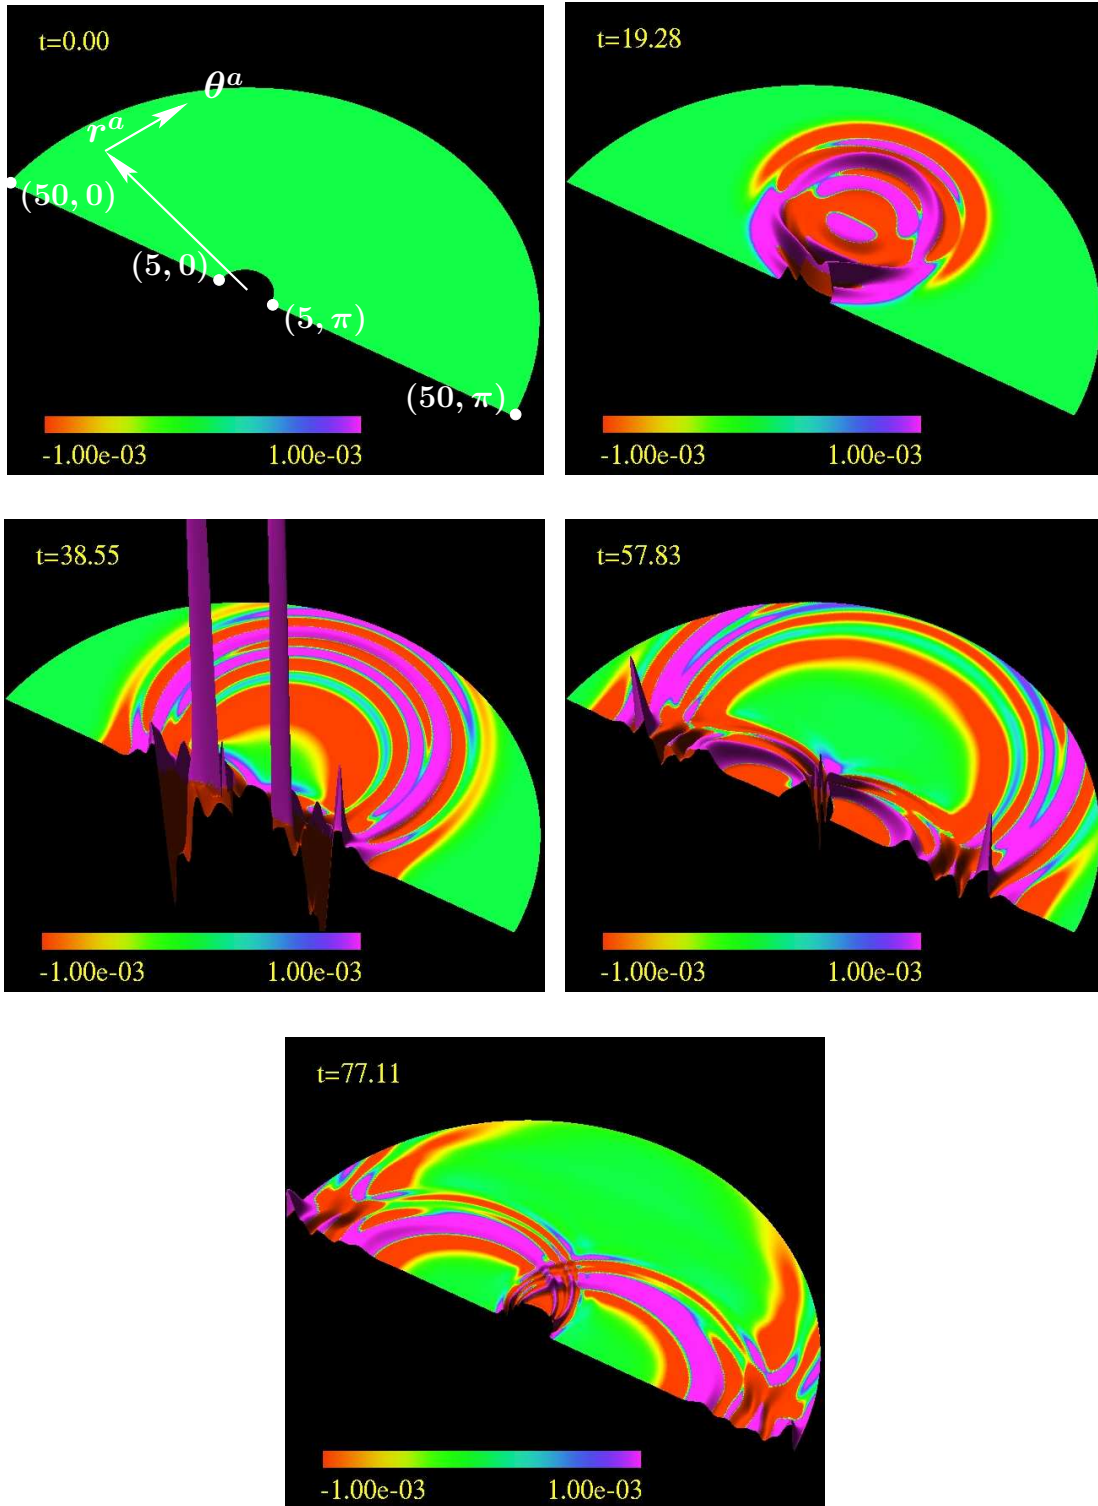 t=0.00
θ^a
r^a
(50, 0)
(5, 0)
(5, π)
(50, π)
-1.00e-03 1.00e-03
t=19.28
-1.00e-03 1.00e-03
t=38.55
-1.00e-03 1.00e-03
t=57.83
-1.00e-03 1.00e-03
t=77.11
-1.00e-03 1.00e-03